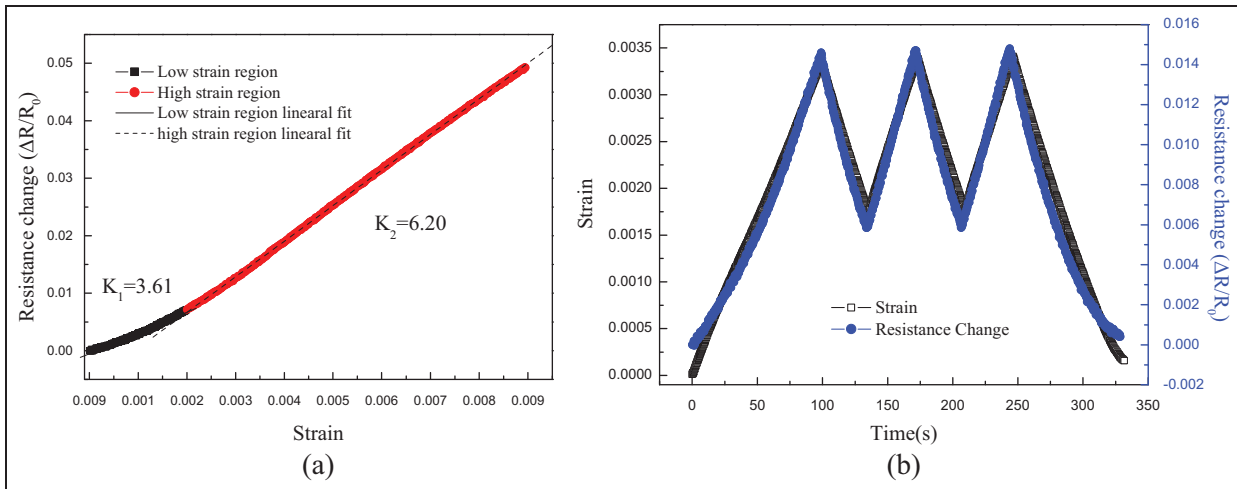 Resistance change (ΔR/R0)
0.05
0.04
0.03
0.02
0.01
0.00
Low strain region
High strain region
Low strain region linearal fit
high strain region linearal fit
K1=3.61
K2=6.20
0.009 0.001 0.002 0.003 0.004 0.005 0.006 0.007 0.008 0.009
Strain
(a)
Strain
0.0035
0.0030
0.0025
0.0020
0.0015
0.0010
0.0005
0.0000
Strain
Resistance Change
0 50 100 150 200 250 300 350
Time(s)
0.016
0.014
0.012
0.010
0.008
0.006
0.004
0.002
0.000
-0.002
Resistance change (ΔR/R0)
(b)